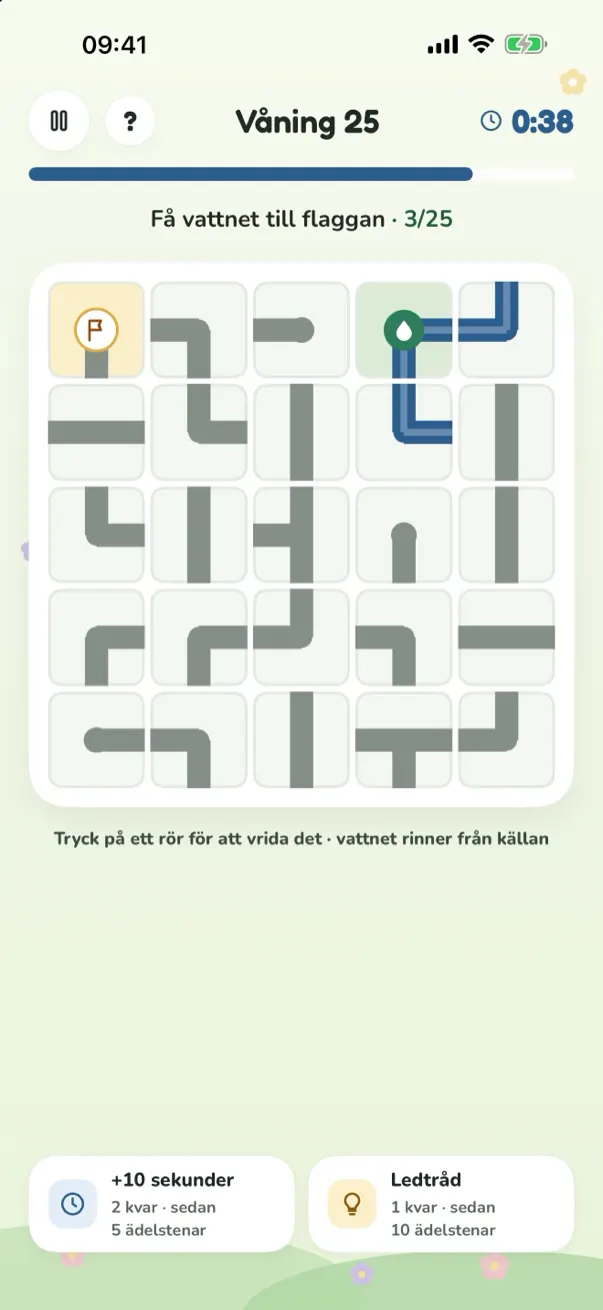 09:41
?
Våning 25
0:38
Få vattnet till flaggan · 3/25
Tryck på ett rör för att vrida det · vattnet rinner från källan
+10 sekunder
2 kvar · sedan
5 ädelstenar
Ledtråd
1 kvar · sedan
10 ädelstenar